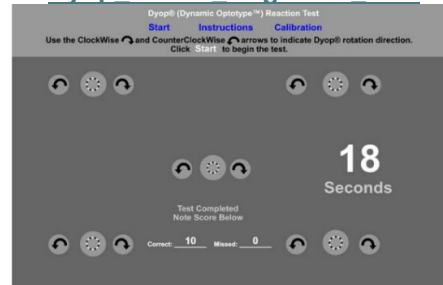 Dyop® (Dynamic Optotype™) Reaction Test
Start Instructions Calibration
Use the ClockWise and CounterClockWise arrows to indicate Dyop® rotation direction.
Click Start to begin the test.
18
Seconds
Test Completed
Note Score Below
Correct: 10 Missed: 0